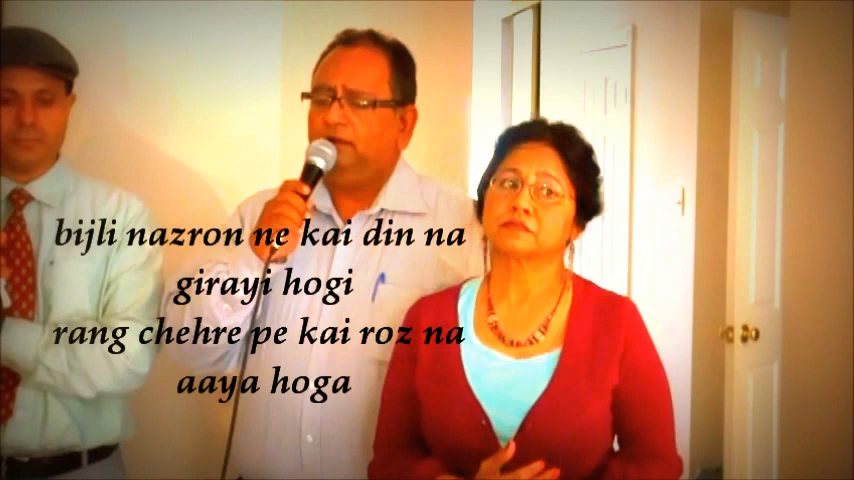 bijli nazron ne kai din na
girayi hogi
rang chehre pe kai roz na
aaya hoga